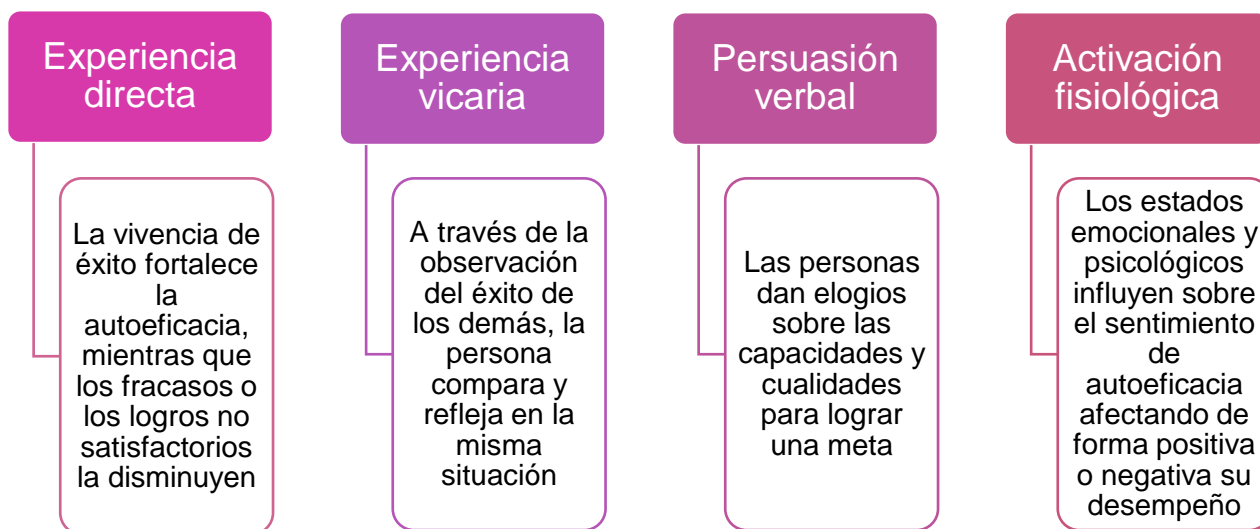 Experiencia
directa
La vivencia de
éxito fortalece
la
autoeficacia,
mientras que
los fracasos o
los logros no
satisfactorios
la disminuyen
Experiencia
vicaria
A través de la
observación
del éxito de
los demás, la
persona
compara y
refleja en la
misma
situación
Persuasión
verbal
Las personas
dan elogios
sobre las
capacidades y
cualidades
para lograr
una meta
Activación
fisiológica
Los estados
emocionales y
psicológicos
influyen sobre
el sentimiento
de
autoeficacia
afectando de
forma positiva
o negativa su
desempeño